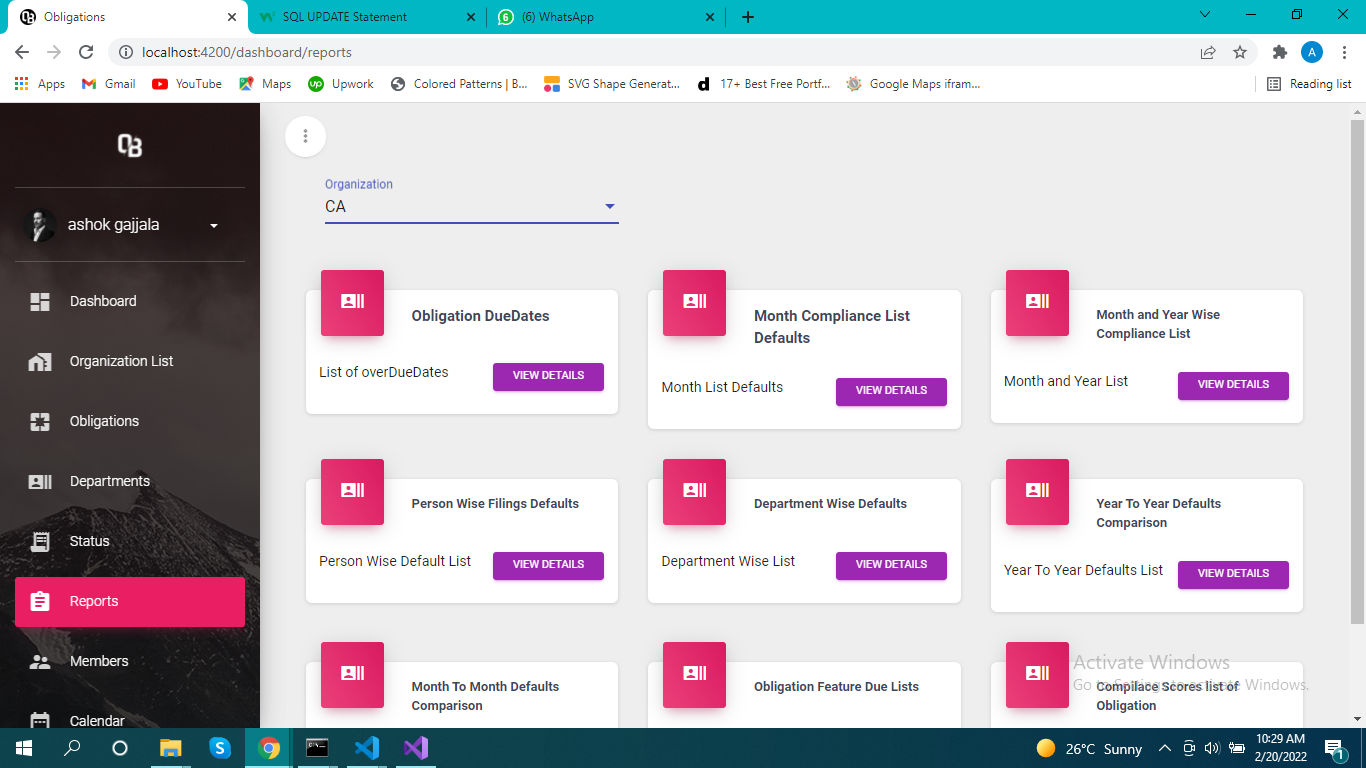 Obligations
SQL UPDATE Statement
(6) WhatsApp
localhost:4200/dashboard/reports
A
Apps
Gmail
YouTube
Maps
Upwork
Colored Patterns | B...
SVG Shape Generat...
17+ Best Free Portf...
Google Maps ifram...
Reading list
OB
ashok gajjala
Dashboard
Organization List
Obligations
Departments
Status
Reports
Members
Calendar
Organization
CA
Obligation DueDates
List of overDueDates
VIEW DETAILS
Month Compliance List
Defaults
Month List Defaults
VIEW DETAILS
Month and Year Wise
Compliance List
Month and Year List
VIEW DETAILS
Person Wise Filings Defaults
Person Wise Default List
VIEW DETAILS
Department Wise Defaults
Department Wise List
VIEW DETAILS
Year To Year Defaults
Comparison
Year To Year Defaults List
VIEW DETAILS
Month To Month Defaults
Comparison
Obligation Feature Due Lists
Compilace Scores list of
Obligation
Activate Windows
Go to Settings to activate Windows.
26°C Sunny
10:29 AM
2/20/2022
1